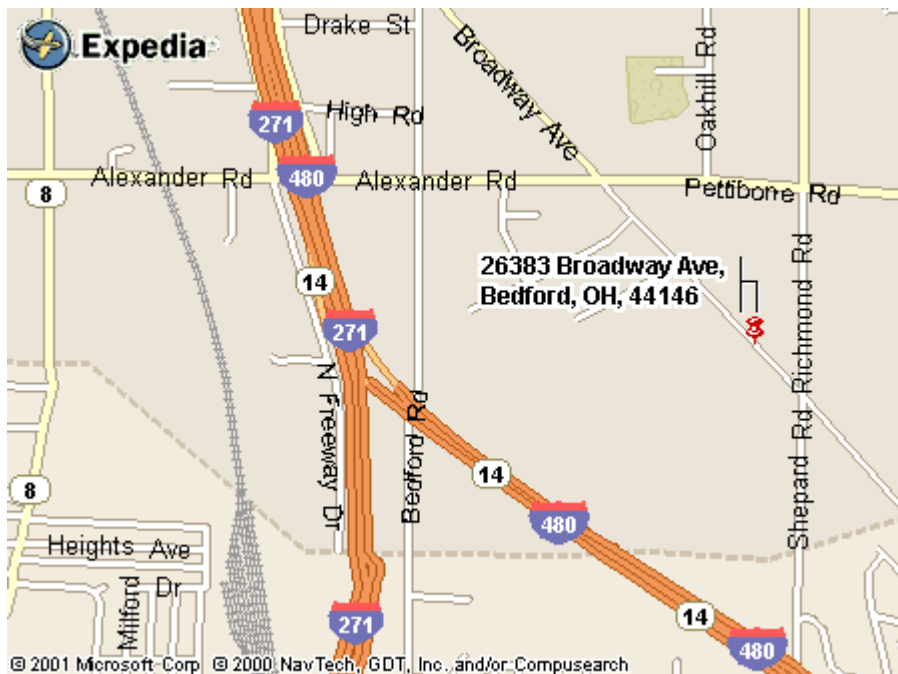 Expedia
Drake St
Broadway Ave
Oakhill Rd
271
High Rd
480
Alexander Rd
Alexander Rd
Pettibone Rd
8
14
26383 Broadway Ave,
Bedford, OH, 44146
Richmond Rd
271
N Freeway Dr
Bedford Rd
14
8
480
Shepard Rd
Heights Ave
Milford Dr
271
14
480
© 2001 Microsoft Corp © 2000 NavTech, GDT, Inc. and/or Compusearch